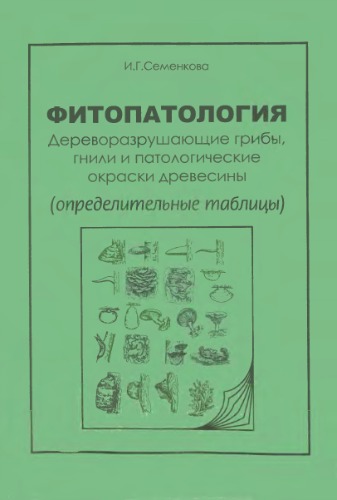 И.Г.Семенкова
ФИТОПАТОЛОГИЯ
Дереворазрушающие грибы,
гнили и патологические
окраски древесины
(определительные таблицы)